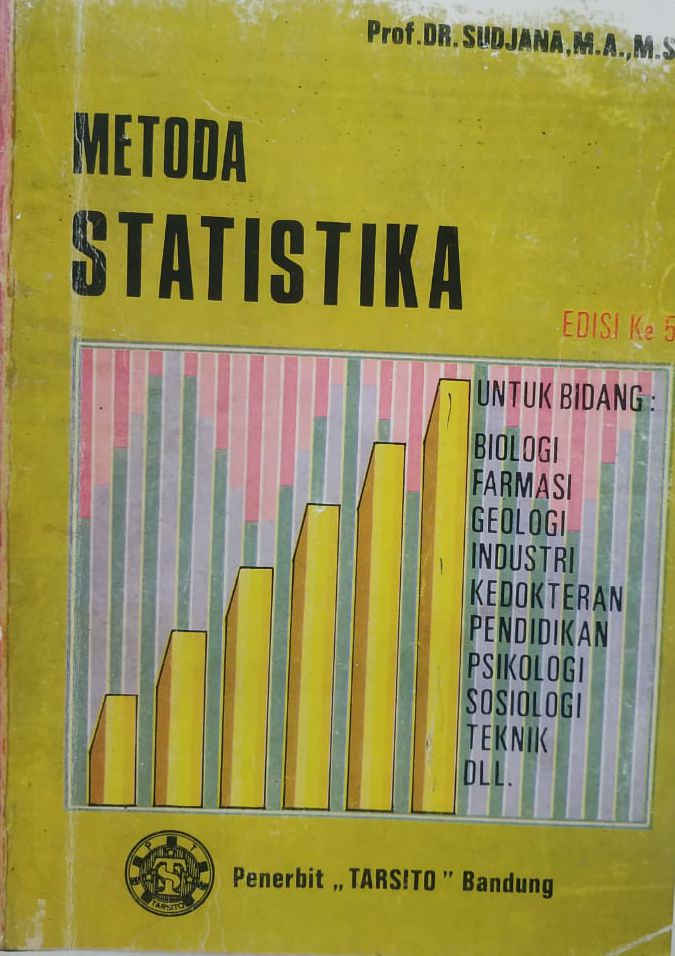 Prof.DR.SUDJANA,M.A.,M.S
METODA
STATISTIKA
EDISI Ke 5
UNTUK BIDANG :
BIOLOGI
FARMASI
GEOLOGI
INDUSTRI
KEDOKTERAN
PENDIDIKAN
PSIKOLOGI
SOSIOLOGI
TEKNIK
DLL.
TARSITO
Penerbit „ TARSITO ” Bandung